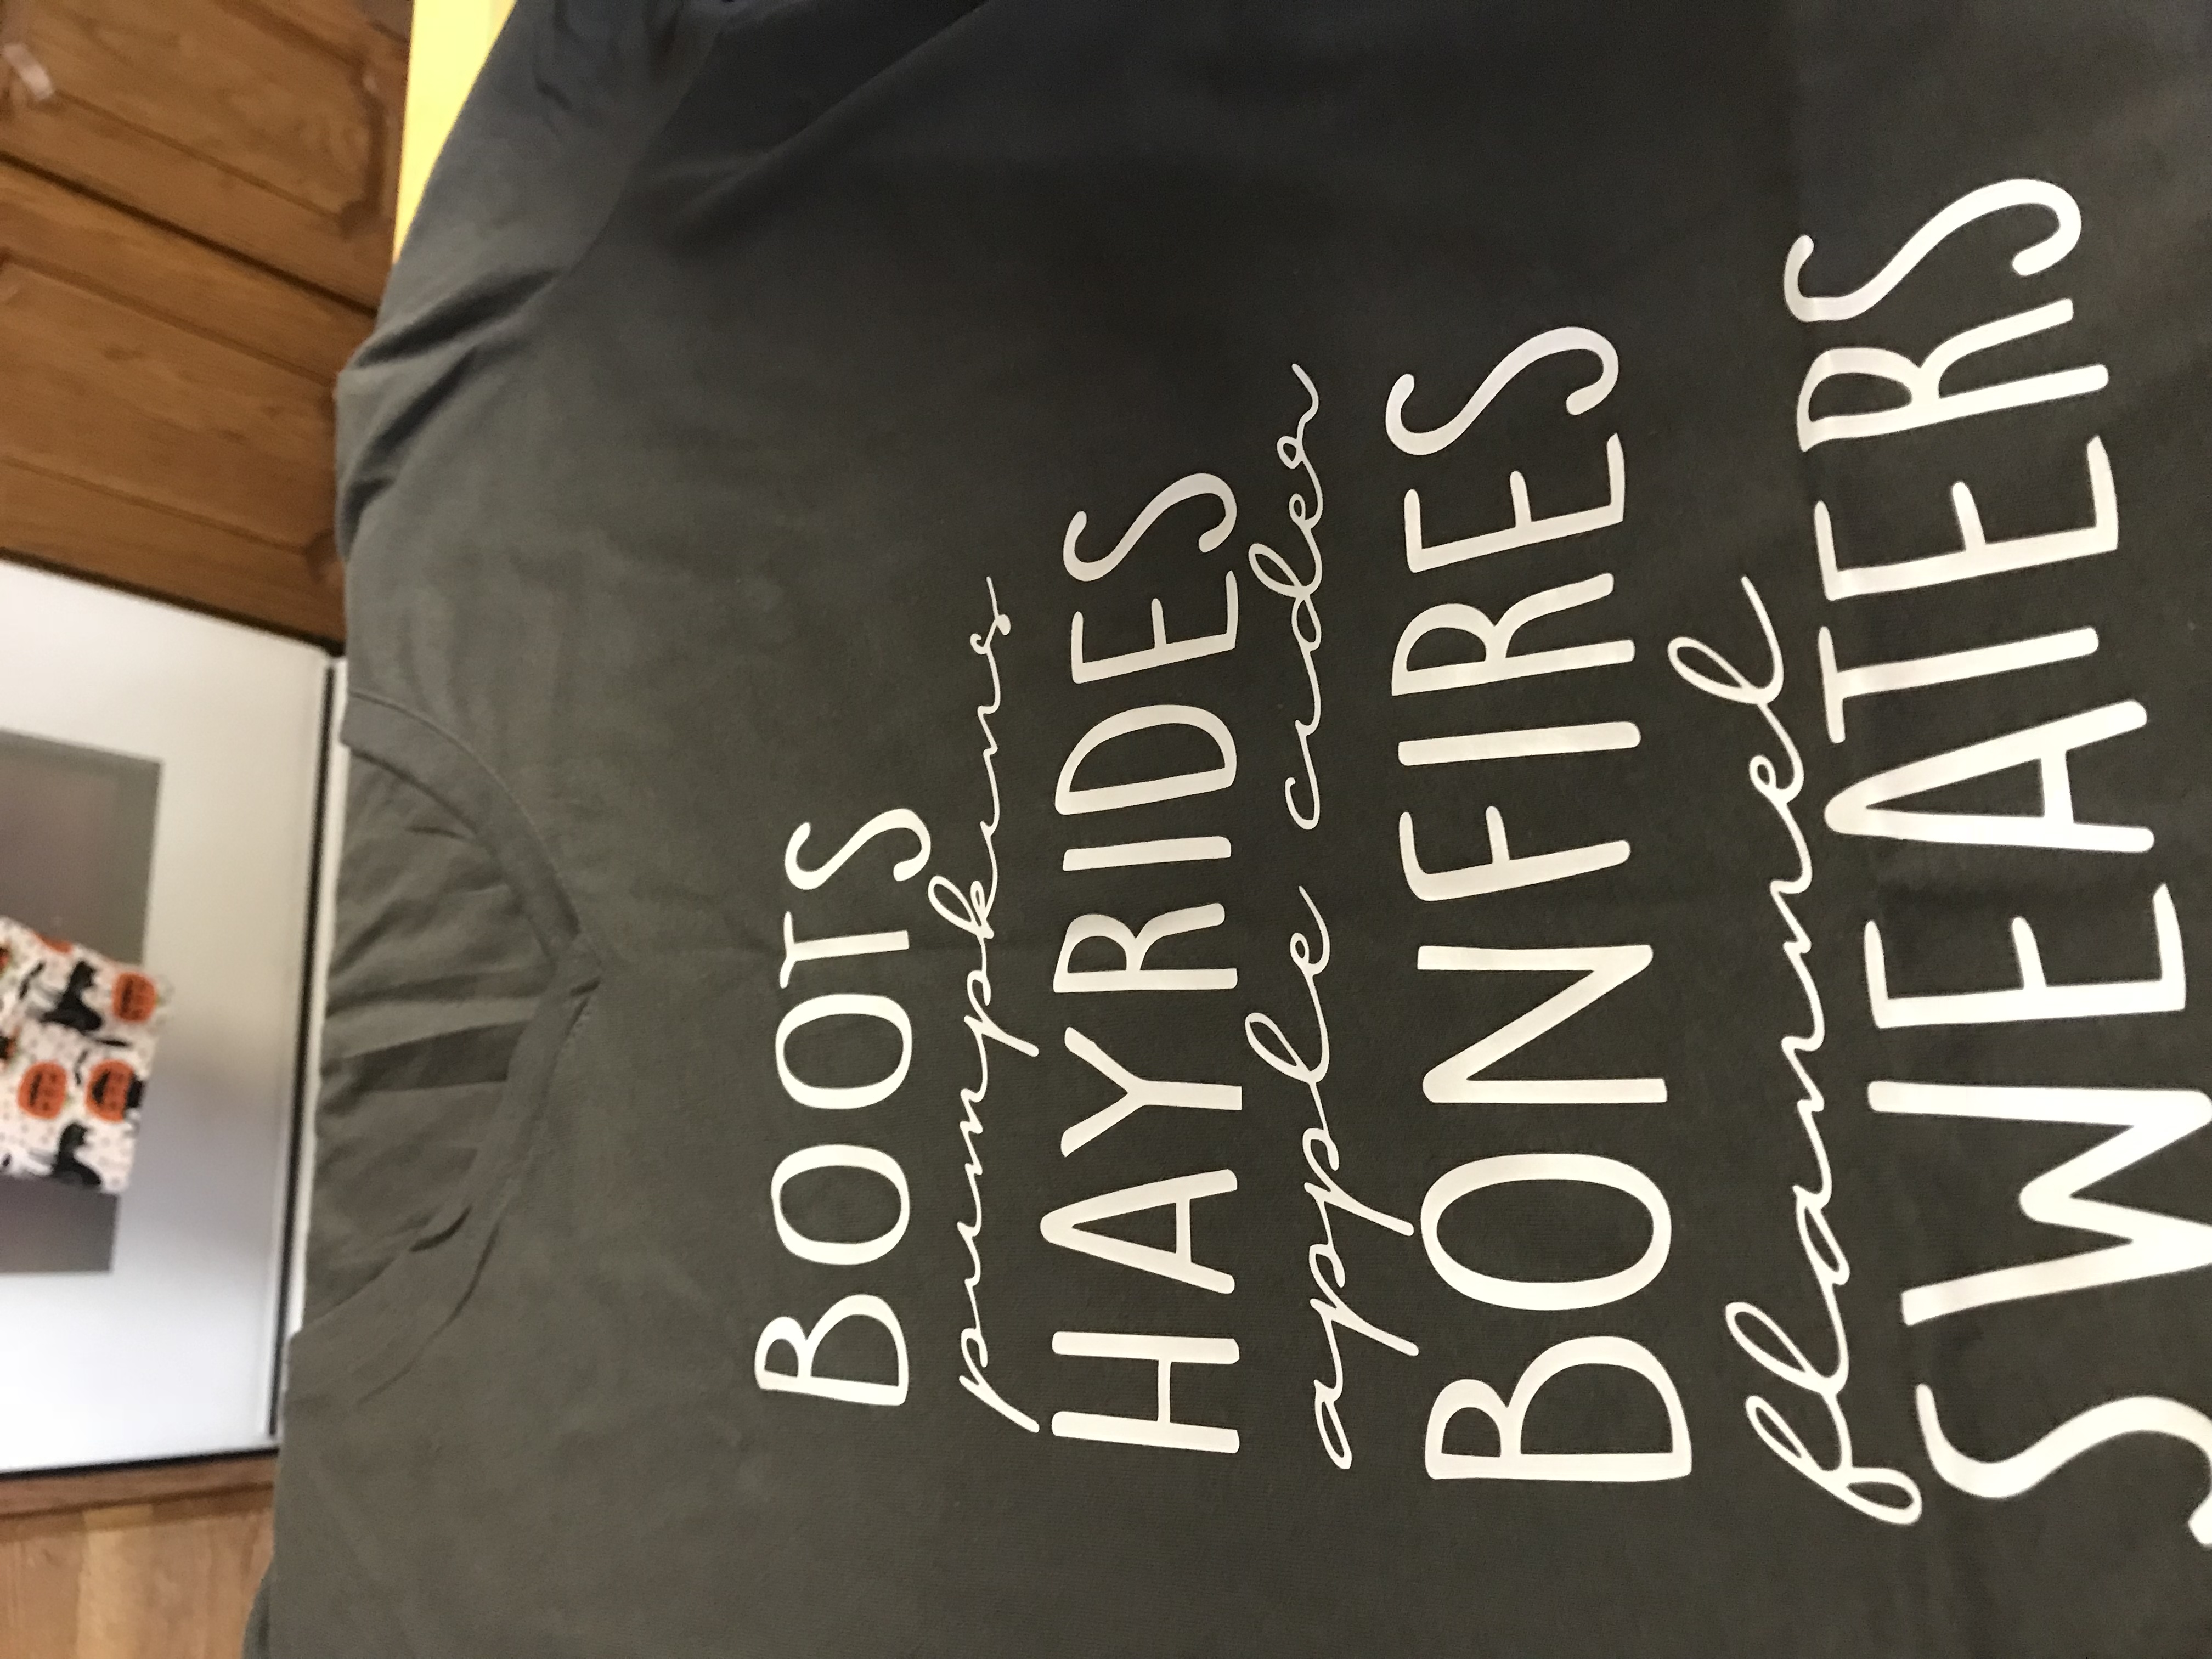 BOOTS
pumpkins
HAYRIDES
apple cider
BONFIRES
flannel
SWEATERS